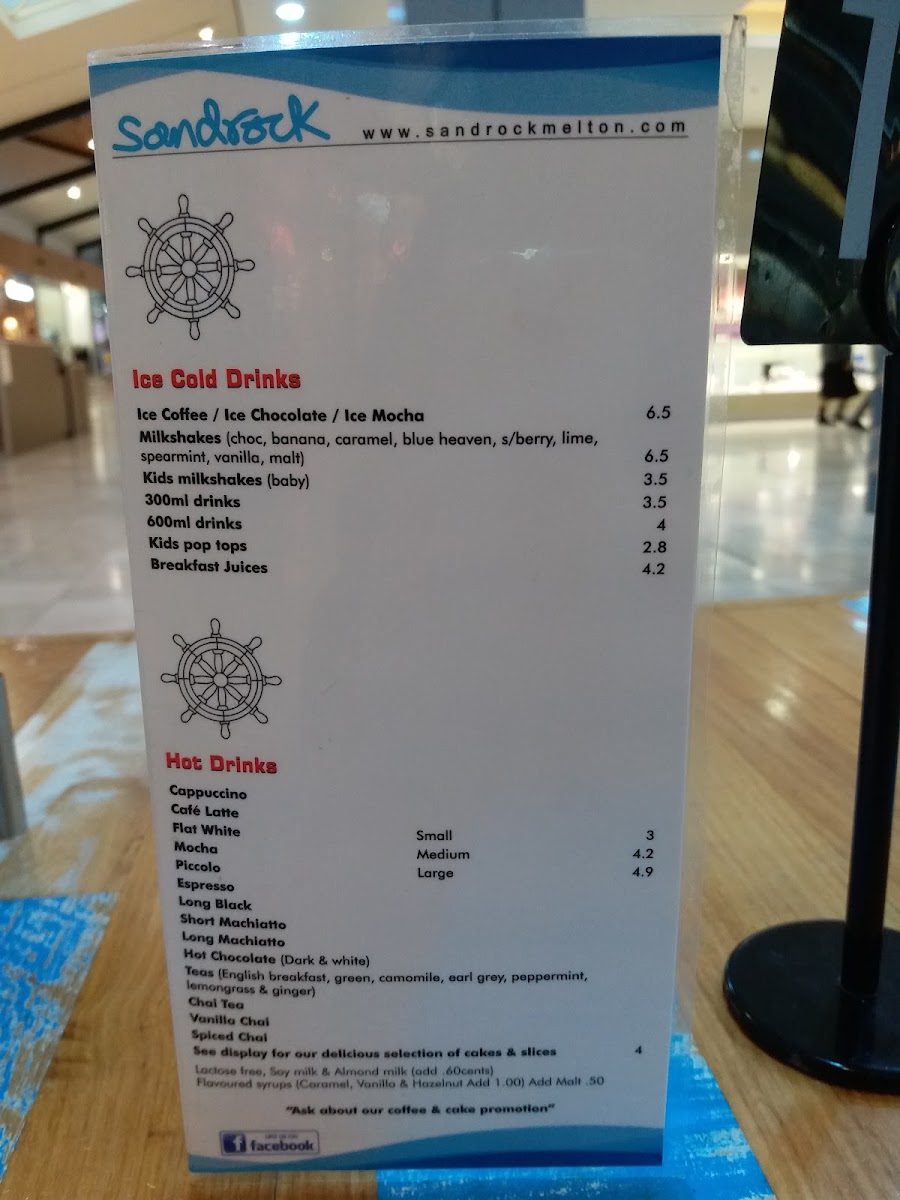 sandrock www.sandrockmelton.com
Ice Cold Drinks
Ice Coffee / Ice Chocolate / Ice Mocha 6.5
Milkshakes (choc, banana, caramel, blue heaven, s/berry, lime,
spearmint, vanilla, malt) 6.5
Kids milkshakes (baby) 3.5
300ml drinks 3.5
600ml drinks 4
Kids pop tops 2.8
Breakfast Juices 4.2
Hot Drinks
Cappuccino
Café Latte
Flat White Small 3
Mocha Medium 4.2
Piccolo Large 4.9
Espresso
Long Black
Short Machiatto
Long Machiatto
Hot Chocolate (Dark & white)
Teas (English breakfast, green, camomile, earl grey, peppermint,
lemongrass & ginger)
Chai Tea
Vanilla Chai
Spiced Chai
See display for our delicious selection of cakes & slices 4
Lactose free, Soy milk & Almond milk (add .60cents)
Flavoured syrups (Caramel, Vanilla & Hazelnut Add 1.00) Add Malt .50
"Ask about our coffee & cake promotion"
f facebook